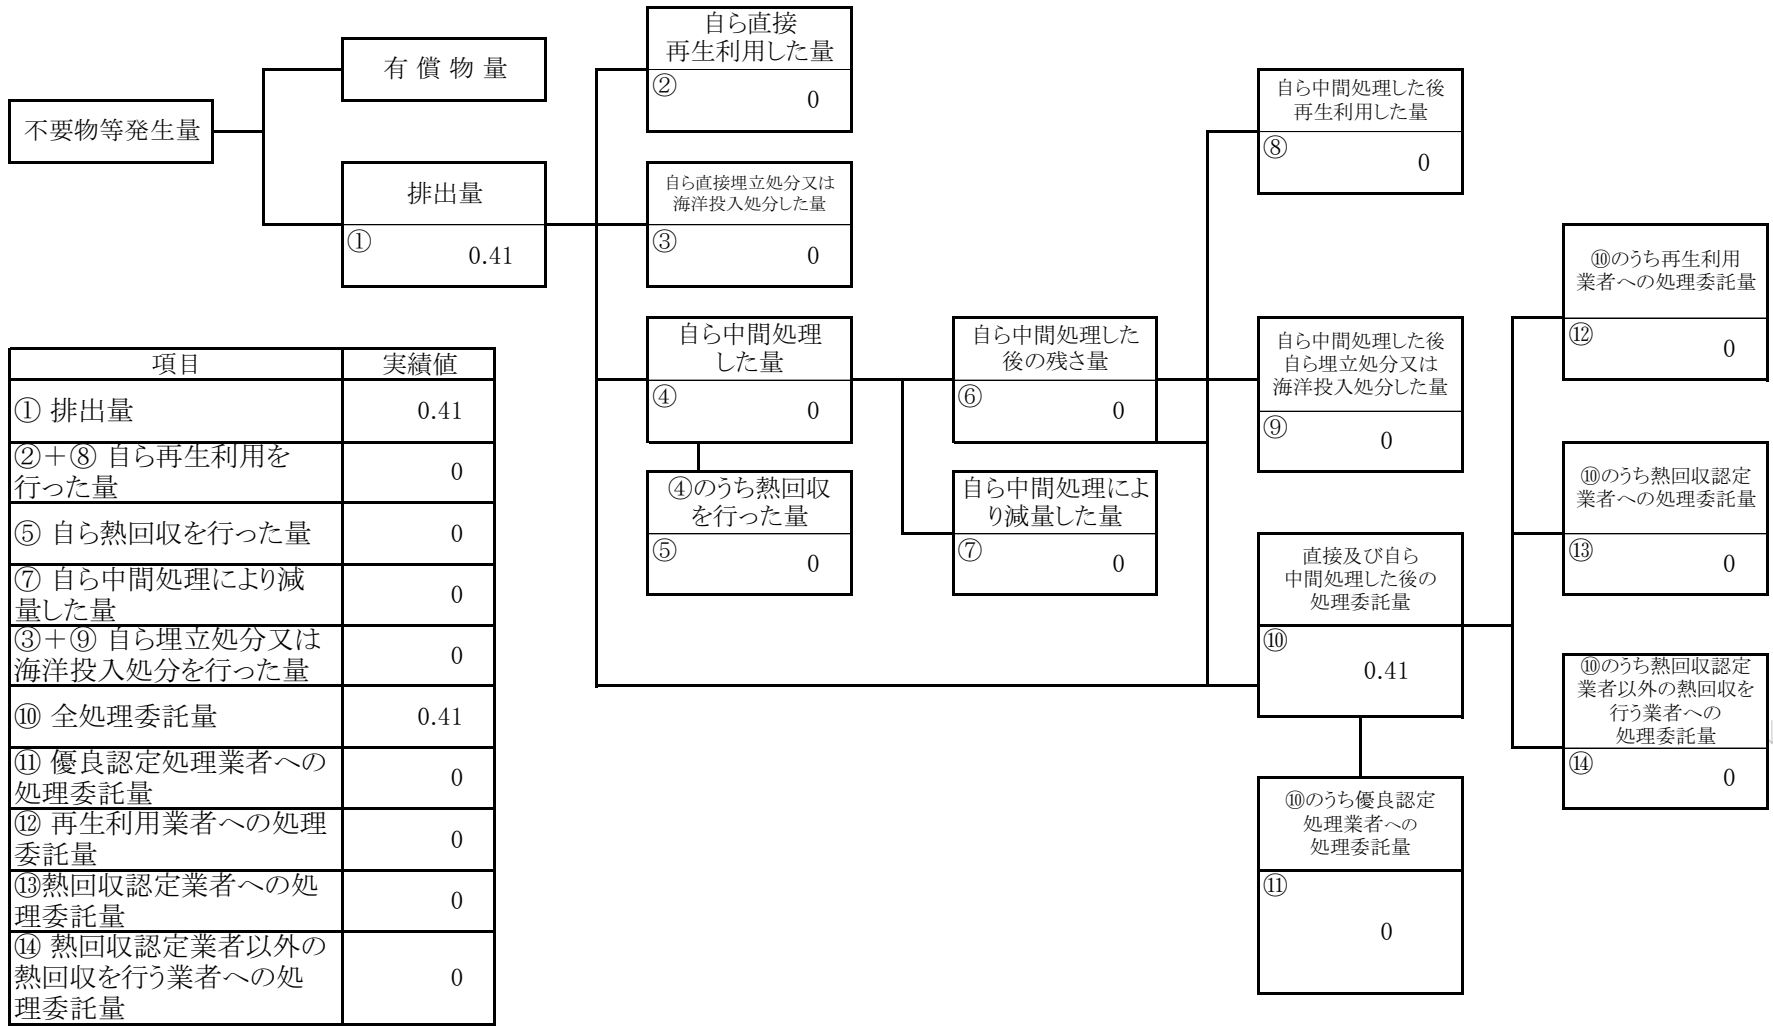 不要物等発生量
有 償 物 量
排出量
①
0.41
自ら直接
再生利用した量
②
0
自ら直接埋立処分又は
海洋投入処分した量
③
0
自ら中間処理
した量
④
0
④のうち熱回収
を行った量
⑤
0
自ら中間処理した
後の残さ量
⑥
0
自ら中間処理によ
り減量した量
⑦
0
自ら中間処理した後
再生利用した量
⑧
0
自ら中間処理した後
自ら埋立処分又は
海洋投入処分した量
⑨
0
直接及び自ら
中間処理した後の
処理委託量
⑩
0.41
⑩のうち優良認定
処理業者への
処理委託量
⑪
0
⑩のうち再生利用
業者への処理委託量
⑫
0
⑩のうち熱回収認定
業者への処理委託量
⑬
0
⑩のうち熱回収認定
業者以外の熱回収を
行う業者への
処理委託量
⑭
0
項目 実績値
① 排出量 0.41
②+⑧ 自ら再生利用を
行った量 0
⑤ 自ら熱回収を行った量 0
⑦ 自ら中間処理により減
量した量 0
③+⑨ 自ら埋立処分又は
海洋投入処分を行った量 0
⑩ 全処理委託量 0.41
⑪ 優良認定処理業者への
処理委託量 0
⑫ 再生利用業者への処理
委託量 0
⑬熱回収認定業者への処
理委託量 0
⑭ 熱回収認定業者以外の
熱回収を行う業者への処
理委託量 0